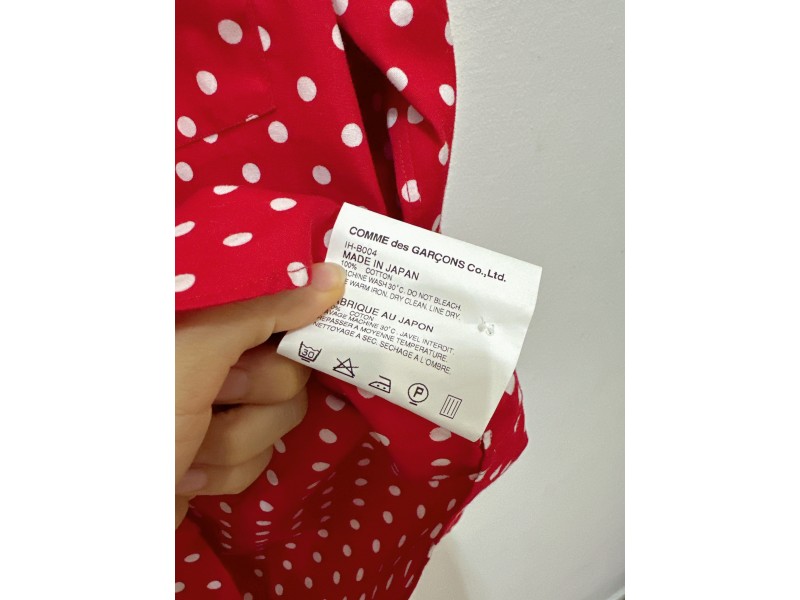 COMME des GARÇONS Co.,Ltd.
IH-B004
MADE IN JAPAN
100% COTTON
MACHINE WASH 30°C. DO NOT BLEACH.
WARM IRON. DRY CLEAN. LINE DRY.
FABRIQUE AU JAPON
COTON
LAVAGE MACHINE 30°C. JAVEL INTERDIT.
REPASSER A MOYENNE TEMPERATURE.
NETTOYAGE A SEC. SECHAGE A L'OMBRE.
30
P